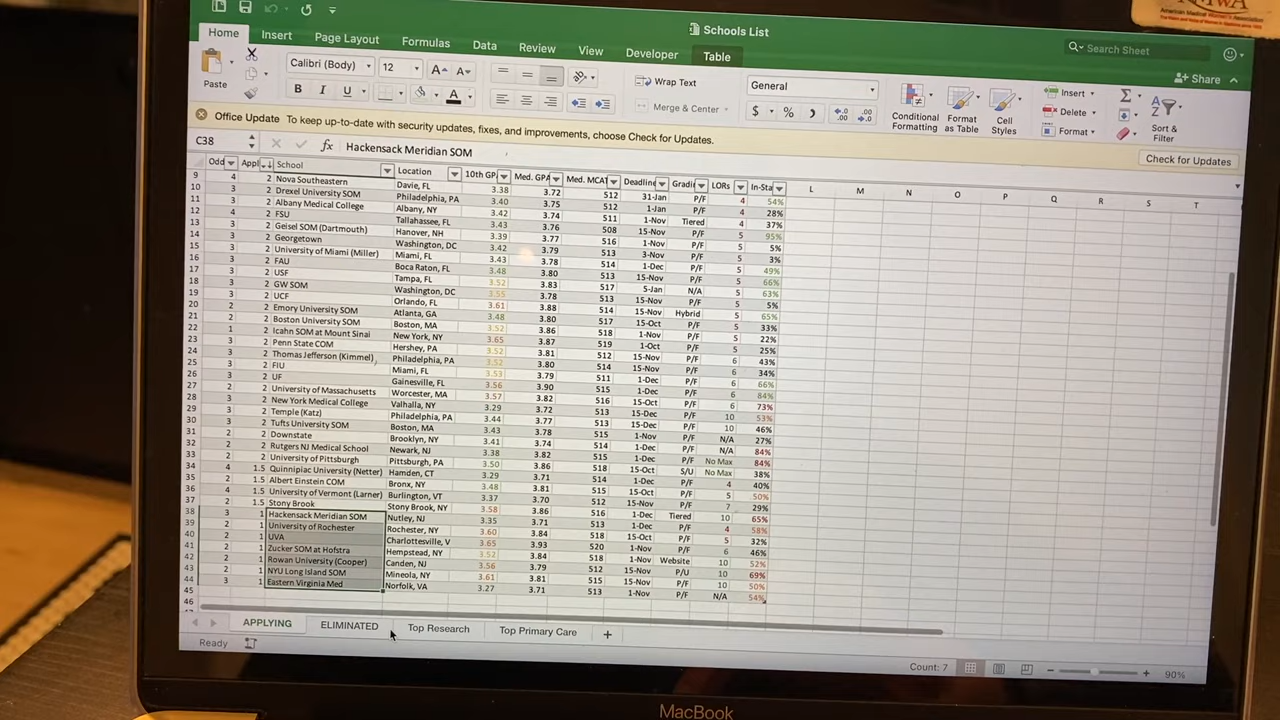 American Medical Women's Association
Schools List
Search Sheet
Home Insert Page Layout Formulas Data Review View Developer Table
Share
Paste
Calibri (Body) 12
Wrap Text
General
Merge & Center
B I U
$ %
Conditional Formatting
Format as Table
Cell Styles
Insert
Delete
Format
Sort & Filter
Office Update To keep up-to-date with security updates, fixes, and improvements, choose Check for Updates.
Check for Updates
C38 fx Hackensack Meridian SOM
Odd Appl School Location 10th GP Med. GPA Med. MCA Deadlin Gradi LORs In-Sta L M N O P Q R S T
9 4 2 Nova Southeastern Davie, FL 3.38 3.72 512 31-Jan P/F 4 54%
10 3 2 Drexel University SOM Philadelphia, PA 3.40 3.75 512 1-Jan P/F 4 28%
11 3 2 Albany Medical College Albany, NY 3.42 3.74 511 1-Nov Tiered 4 37%
12 4 2 FSU Tallahassee, FL 3.43 3.76 508 15-Nov P/F 5 95%
13 3 2 Geisel SOM (Dartmouth) Hanover, NH 3.39 3.77 516 1-Nov P/F 5 5%
14 3 2 Georgetown Washington, DC 3.42 3.79 513 3-Nov P/F 5 3%
15 3 2 University of Miami (Miller) Miami, FL 3.43 3.78 514 1-Dec P/F 5 49%
16 3 2 FAU Boca Raton, FL 3.48 3.80 513 15-Nov P/F 5 66%
17 3 2 USF Tampa, FL 3.52 3.83 517 5-Jan N/A 5 63%
18 3 2 GW SOM Washington, DC 3.55 3.78 513 15-Nov P/F 5 5%
19 3 2 UCF Orlando, FL 3.61 3.88 514 15-Nov Hybrid 5 65%
20 2 2 Emory University SOM Atlanta, GA 3.48 3.80 517 15-Oct P/F 5 33%
21 2 2 Boston University SOM Boston, MA 3.52 3.86 518 1-Nov P/F 5 22%
22 1 2 Icahn SOM at Mount Sinai New York, NY 3.65 3.87 519 1-Oct P/F 5 25%
23 3 2 Penn State COM Hershey, PA 3.52 3.81 512 15-Nov P/F 6 43%
24 3 2 Thomas Jefferson (Kimmel) Philadelphia, PA 3.52 3.80 514 15-Nov P/F 6 34%
25 3 2 FIU Miami, FL 3.53 3.79 511 1-Dec P/F 6 66%
26 3 2 UF Gainesville, FL 3.56 3.90 515 1-Dec P/F 6 84%
27 2 2 University of Massachusetts Worcester, MA 3.57 3.82 516 15-Oct P/F 6 73%
28 2 2 New York Medical College Valhalla, NY 3.29 3.72 513 15-Dec P/F 10 53%
29 3 2 Temple (Katz) Philadelphia, PA 3.44 3.77 513 15-Dec P/F 10 46%
30 3 2 Tufts University SOM Boston, MA 3.43 3.78 515 1-Nov P/F N/A 27%
31 2 2 Downstate Brooklyn, NY 3.41 3.74 514 1-Dec P/F N/A 84%
32 2 2 Rutgers NJ Medical School Newark, NJ 3.38 3.82 515 1-Dec P/F No Max 84%
33 2 2 University of Pittsburgh Pittsburgh, PA 3.50 3.86 518 15-Oct S/U No Max 38%
34 4 1.5 Quinnipiac University (Netter) Hamden, CT 3.29 3.71 514 1-Dec P/F 4 40%
35 2 1.5 Albert Einstein COM Bronx, NY 3.48 3.81 515 15-Oct P/F 5 50%
36 4 1.5 University of Vermont (Larner) Burlington, VT 3.37 3.70 512 15-Nov P/F 7 29%
37 2 1.5 Stony Brook Stony Brook, NY 3.58 3.86 516 1-Dec Tiered 10 65%
38 3 1 Hackensack Meridian SOM Nutley, NJ 3.35 3.71 513 1-Dec P/F 4 58%
39 2 1 University of Rochester Rochester, NY 3.60 3.84 518 15-Oct P/F 5 32%
40 2 1 UVA Charlottesville, V 3.65 3.93 520 1-Nov P/F 6 46%
41 2 1 Zucker SOM at Hofstra Hempstead, NY 3.52 3.84 518 1-Nov Website 10 52%
42 2 1 Rowan University (Cooper) Canden, NJ 3.56 3.79 512 15-Nov P/U 10 69%
43 2 1 NYU Long Island SOM Mineola, NY 3.61 3.81 515 15-Nov P/F 10 50%
44 3 1 Eastern Virginia Med Norfolk, VA 3.27 3.71 513 1-Nov P/F N/A 54%
45
46
APPLYING ELIMINATED Top Research Top Primary Care +
Ready Count: 7 90%
MacBook